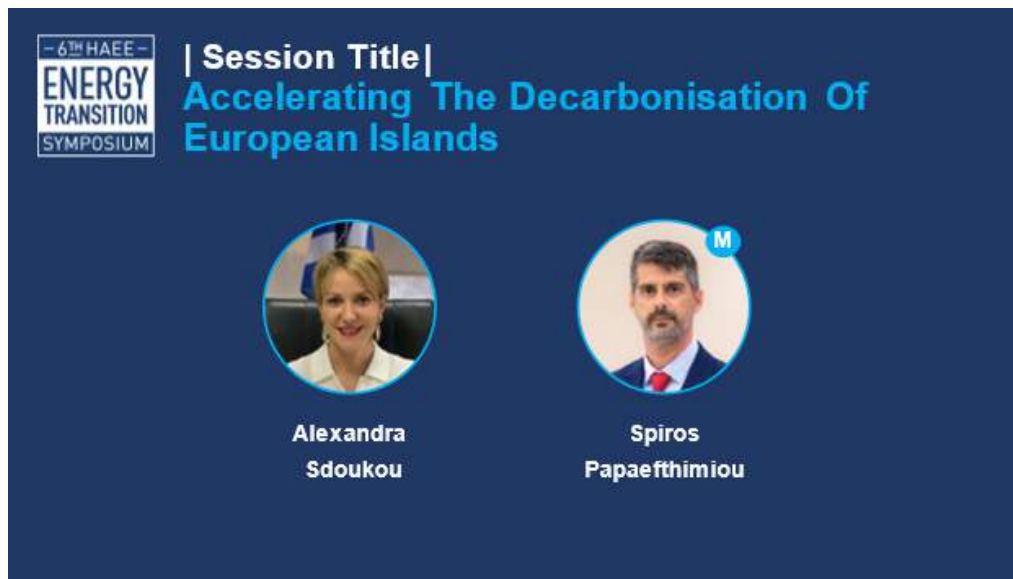 - 6TH HAEE -
ENERGY
TRANSITION
SYMPOSIUM
| Session Title|
Accelerating The Decarbonisation Of
European Islands
M
Alexandra
Sdoukou
Spiros
Papaefthimiou